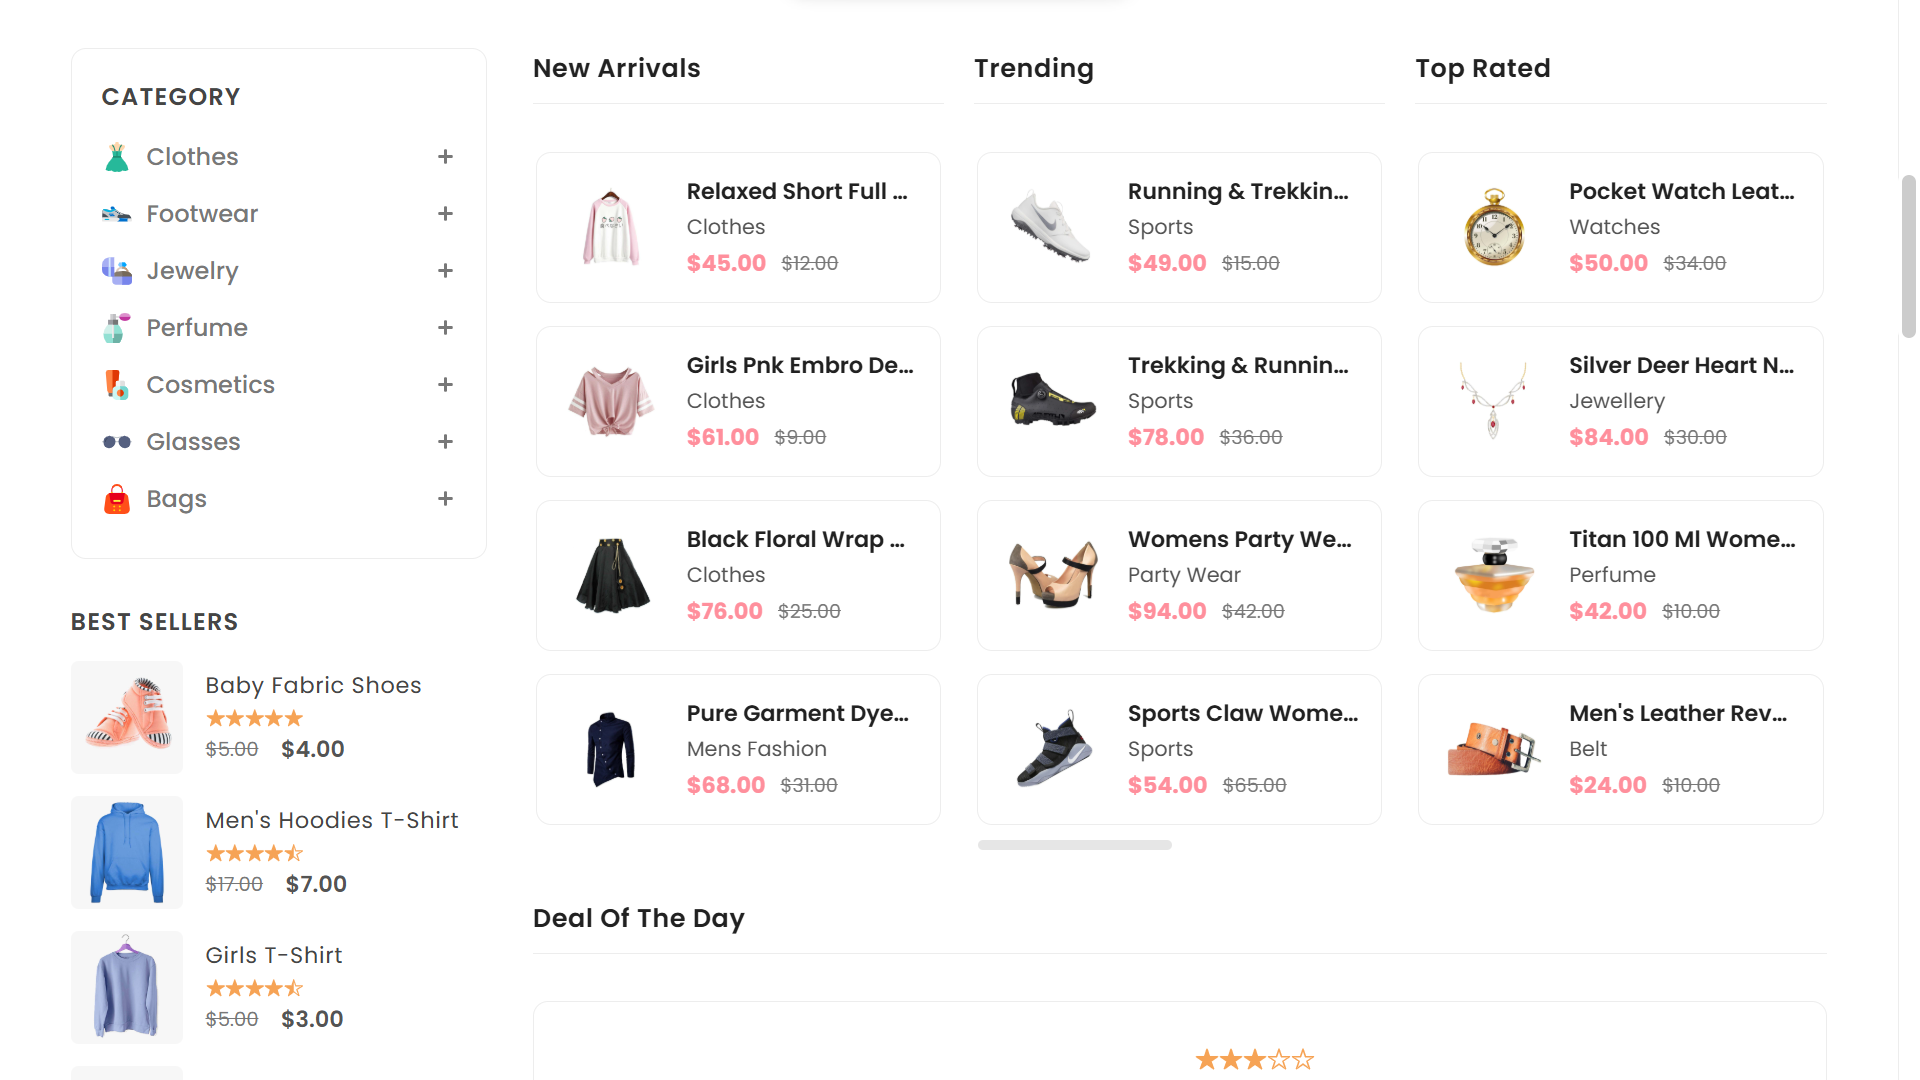 CATEGORY
Clothes +
Footwear +
Jewelry +
Perfume +
Cosmetics +
Glasses +
Bags +
BEST SELLERS
Baby Fabric Shoes
$5.00 $4.00
Men's Hoodies T-Shirt
$17.00 $7.00
Girls T-Shirt
$5.00 $3.00
New Arrivals
Relaxed Short Full ...
Clothes
$45.00 $12.00
Girls Pnk Embro De...
Clothes
$61.00 $9.00
Black Floral Wrap ...
Clothes
$76.00 $25.00
Pure Garment Dye...
Mens Fashion
$68.00 $31.00
Trending
Running & Trekkin...
Sports
$49.00 $15.00
Trekking & Runnin...
Sports
$78.00 $36.00
Womens Party We...
Party Wear
$94.00 $42.00
Sports Claw Wome...
Sports
$54.00 $65.00
Top Rated
Pocket Watch Leat...
Watches
$50.00 $34.00
Silver Deer Heart N...
Jewellery
$84.00 $30.00
Titan 100 Ml Wome...
Perfume
$42.00 $10.00
Men's Leather Rev...
Belt
$24.00 $10.00
Deal Of The Day